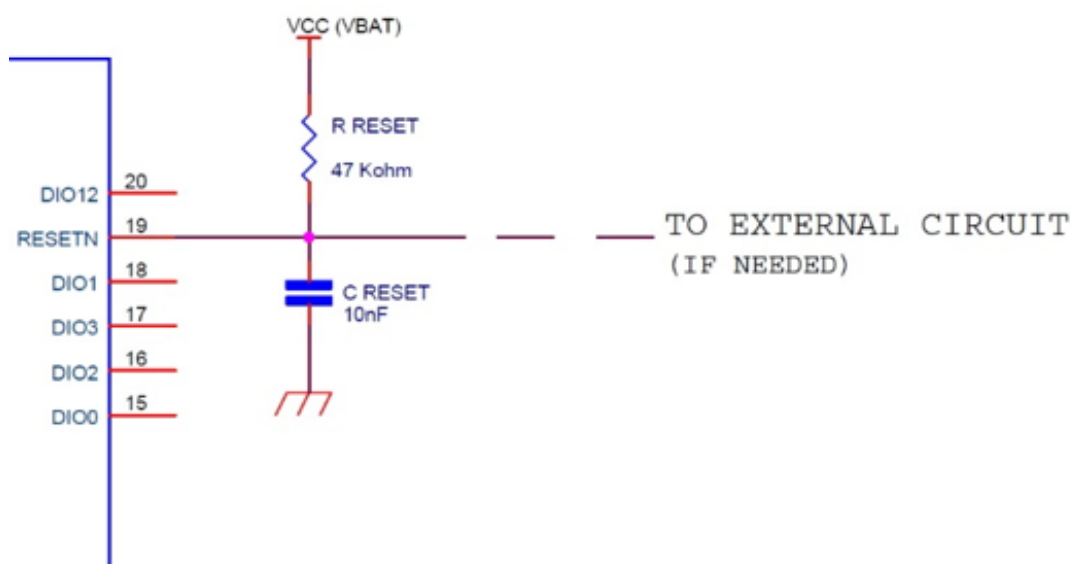 VCC (VBAT)
R RESET
47 Kohm
DIO12 20
RESETN 19
TO EXTERNAL CIRCUIT
(IF NEEDED)
DIO1 18
C RESET
10nF
DIO3 17
DIO2 16
DIO0 15